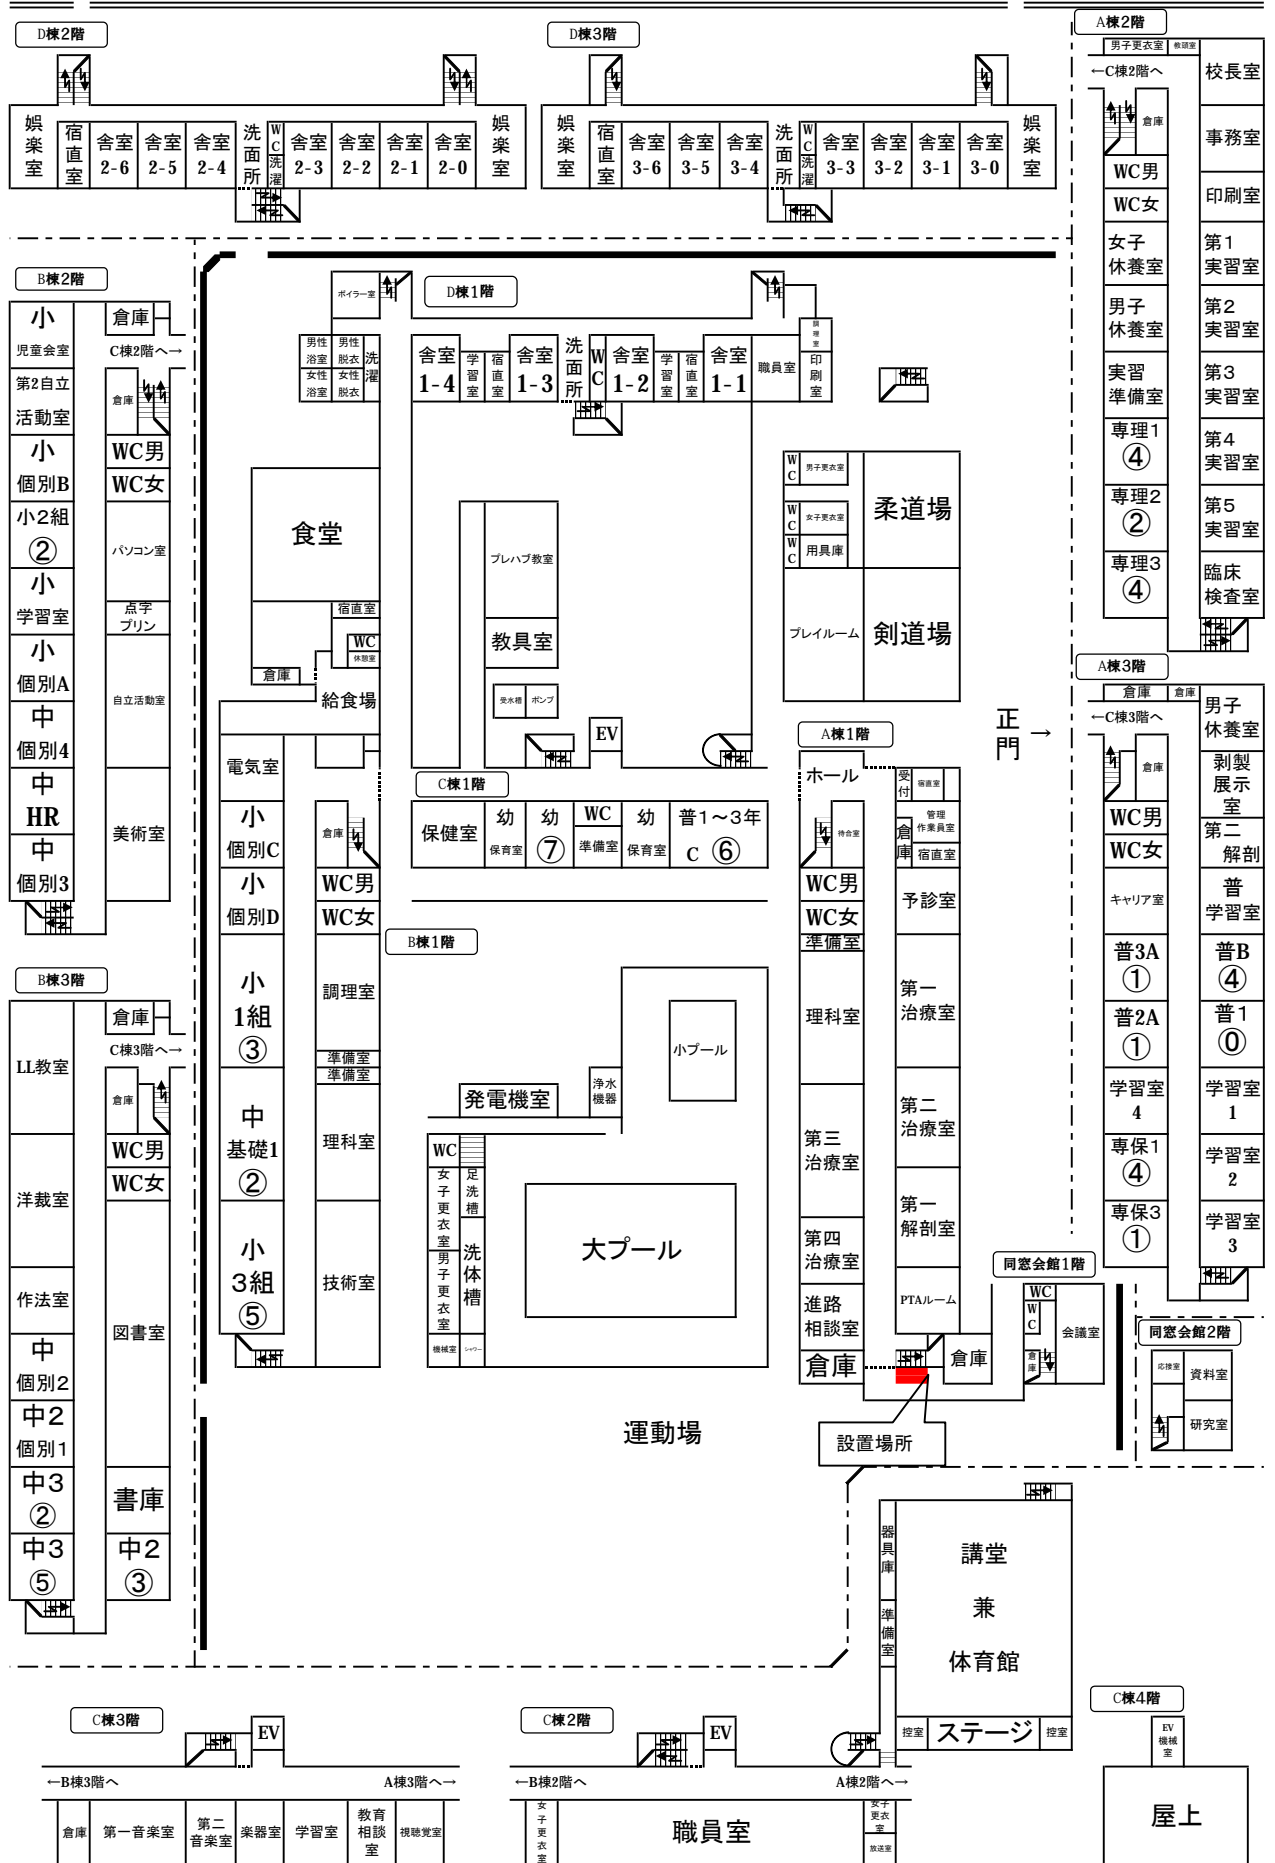 D棟2階
娯楽室
宿直室
舎室
2-6
舎室
2-5
舎室
2-4
洗面所
WC
洗濯
舎室
2-3
舎室
2-2
舎室
2-1
舎室
2-0
娯楽室
D棟3階
娯楽室
宿直室
舎室
3-6
舎室
3-5
舎室
3-4
洗面所
WC
洗濯
舎室
3-3
舎室
3-2
舎室
3-1
舎室
3-0
娯楽室
A棟2階
男子更衣室
教頭室
校長室
←C棟2階へ
倉庫
事務室
WC男
WC女
印刷室
女子
休養室
第1
実習室
男子
休養室
第2
実習室
実習
準備室
第3
実習室
専理1
④
第4
実習室
専理2
②
第5
実習室
専理3
④
臨床
検査室
B棟2階
小
児童会室
倉庫
C棟2階へ→
第2自立
活動室
倉庫
小
個別B
WC男
WC女
小2組
②
パソコン室
小
学習室
点字
プリン
小
個別A
自立活動室
中
個別4
中
HR
美術室
中
個別3
D棟1階
ボイラー室
男性
浴室
男性
脱衣
洗濯
女性
浴室
女性
脱衣
舎室
1-4
学習室
宿直室
舎室
1-3
洗面所
WC
舎室
1-2
学習室
宿直室
舎室
1-1
職員室
調理室
印刷室
食堂
宿直室
WC
休憩室
倉庫
給食場
プレハブ教室
教具室
受水槽
ポンプ
EV
WC
男子更衣室
柔道場
WC
女子更衣室
WC
用具庫
プレイルーム
剣道場
正門
→
A棟3階
倉庫
倉庫
男子
休養室
←C棟3階へ
倉庫
剥製
展示
室
WC男
WC女
第二
解剖
キャリア室
普
学習室
普3A
①
普B
④
普2A
①
普1
⓪
学習室
4
学習室
1
専保1
④
学習室
2
専保3
①
学習室
3
A棟1階
ホール
受付
宿直室
待合室
倉庫
管理
作業員室
宿直室
WC男
予診室
WC女
準備室
理科室
第一
治療室
第三
治療室
第二
治療室
第四
治療室
第一
解剖室
進路
相談室
PTAルーム
倉庫
倉庫
設置場所
C棟1階
保健室
幼
保育室
幼
⑦
WC
準備室
幼
保育室
普1～3年
C ⑥
B棟1階
電気室
小
個別C
倉庫
小
個別D
WC男
WC女
小
1組
③
調理室
準備室
準備室
中
基礎1
②
理科室
小
3組
⑤
技術室
小プール
浄水
機器
発電機室
WC
女子更衣室
足洗槽
男子更衣室
洗体槽
機械室
シャワー
大プール
運動場
B棟3階
LL教室
倉庫
C棟3階へ→
倉庫
WC男
洋裁室
WC女
作法室
図書室
中
個別2
中2
個別1
中3
②
書庫
中3
⑤
中2
③
同窓会館1階
WC
WC
会議室
倉庫
同窓会館2階
応接室
資料室
研究室
器具庫
準備室
講堂
兼
体育館
控室
ステージ
控室
C棟3階
EV
←B棟3階へ
A棟3階へ→
倉庫
第一音楽室
第二
音楽室
楽器室
学習室
教育
相談
室
視聴覚室
C棟2階
EV
←B棟2階へ
A棟2階へ→
女子更衣室
職員室
女子
更衣
室
放送室
C棟4階
EV
機械
室
屋上